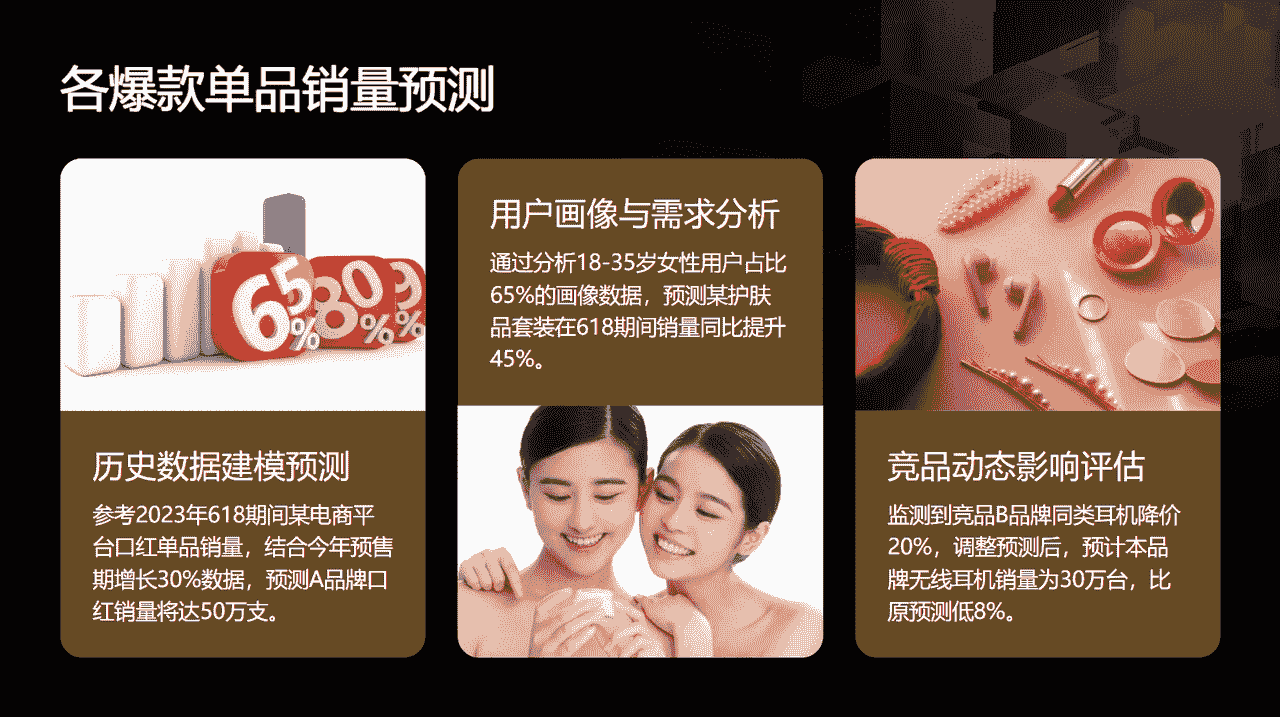 各爆款单品销量预测
65%
30%
%
历史数据建模预测
参考2023年618期间某电商平
台口红单品销量，结合今年预售
期增长30%数据，预测A品牌口
红销量将达50万支。
用户画像与需求分析
通过分析18-35岁女性用户占比
65%的画像数据，预测某护肤
品套装在618期间销量同比提升
45%。
竞品动态影响评估
监测到竞品B品牌同类耳机降价
20%，调整预测后，预计本品
牌无线耳机销量为30万台，比
原预测低8%。